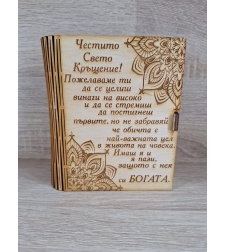 Честито
Свето
Кръщение!
Пожелаваме ти
да се целиш
винаги на високо
и да се стремиш
да постигнеш
първите, но не забравяй
че обичта е
най-важната цел
в живота на човека.
Имаш я и
я пази,
защото с нея
си БОГАТА.